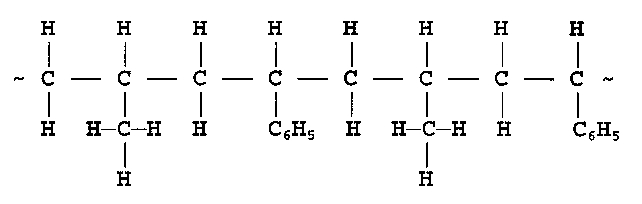 H H H H H H H H
~ C — C — C — C — C — C — C — C ~
H H—C—H H C₆H₅ H H—C—H H C₆H₅
H H